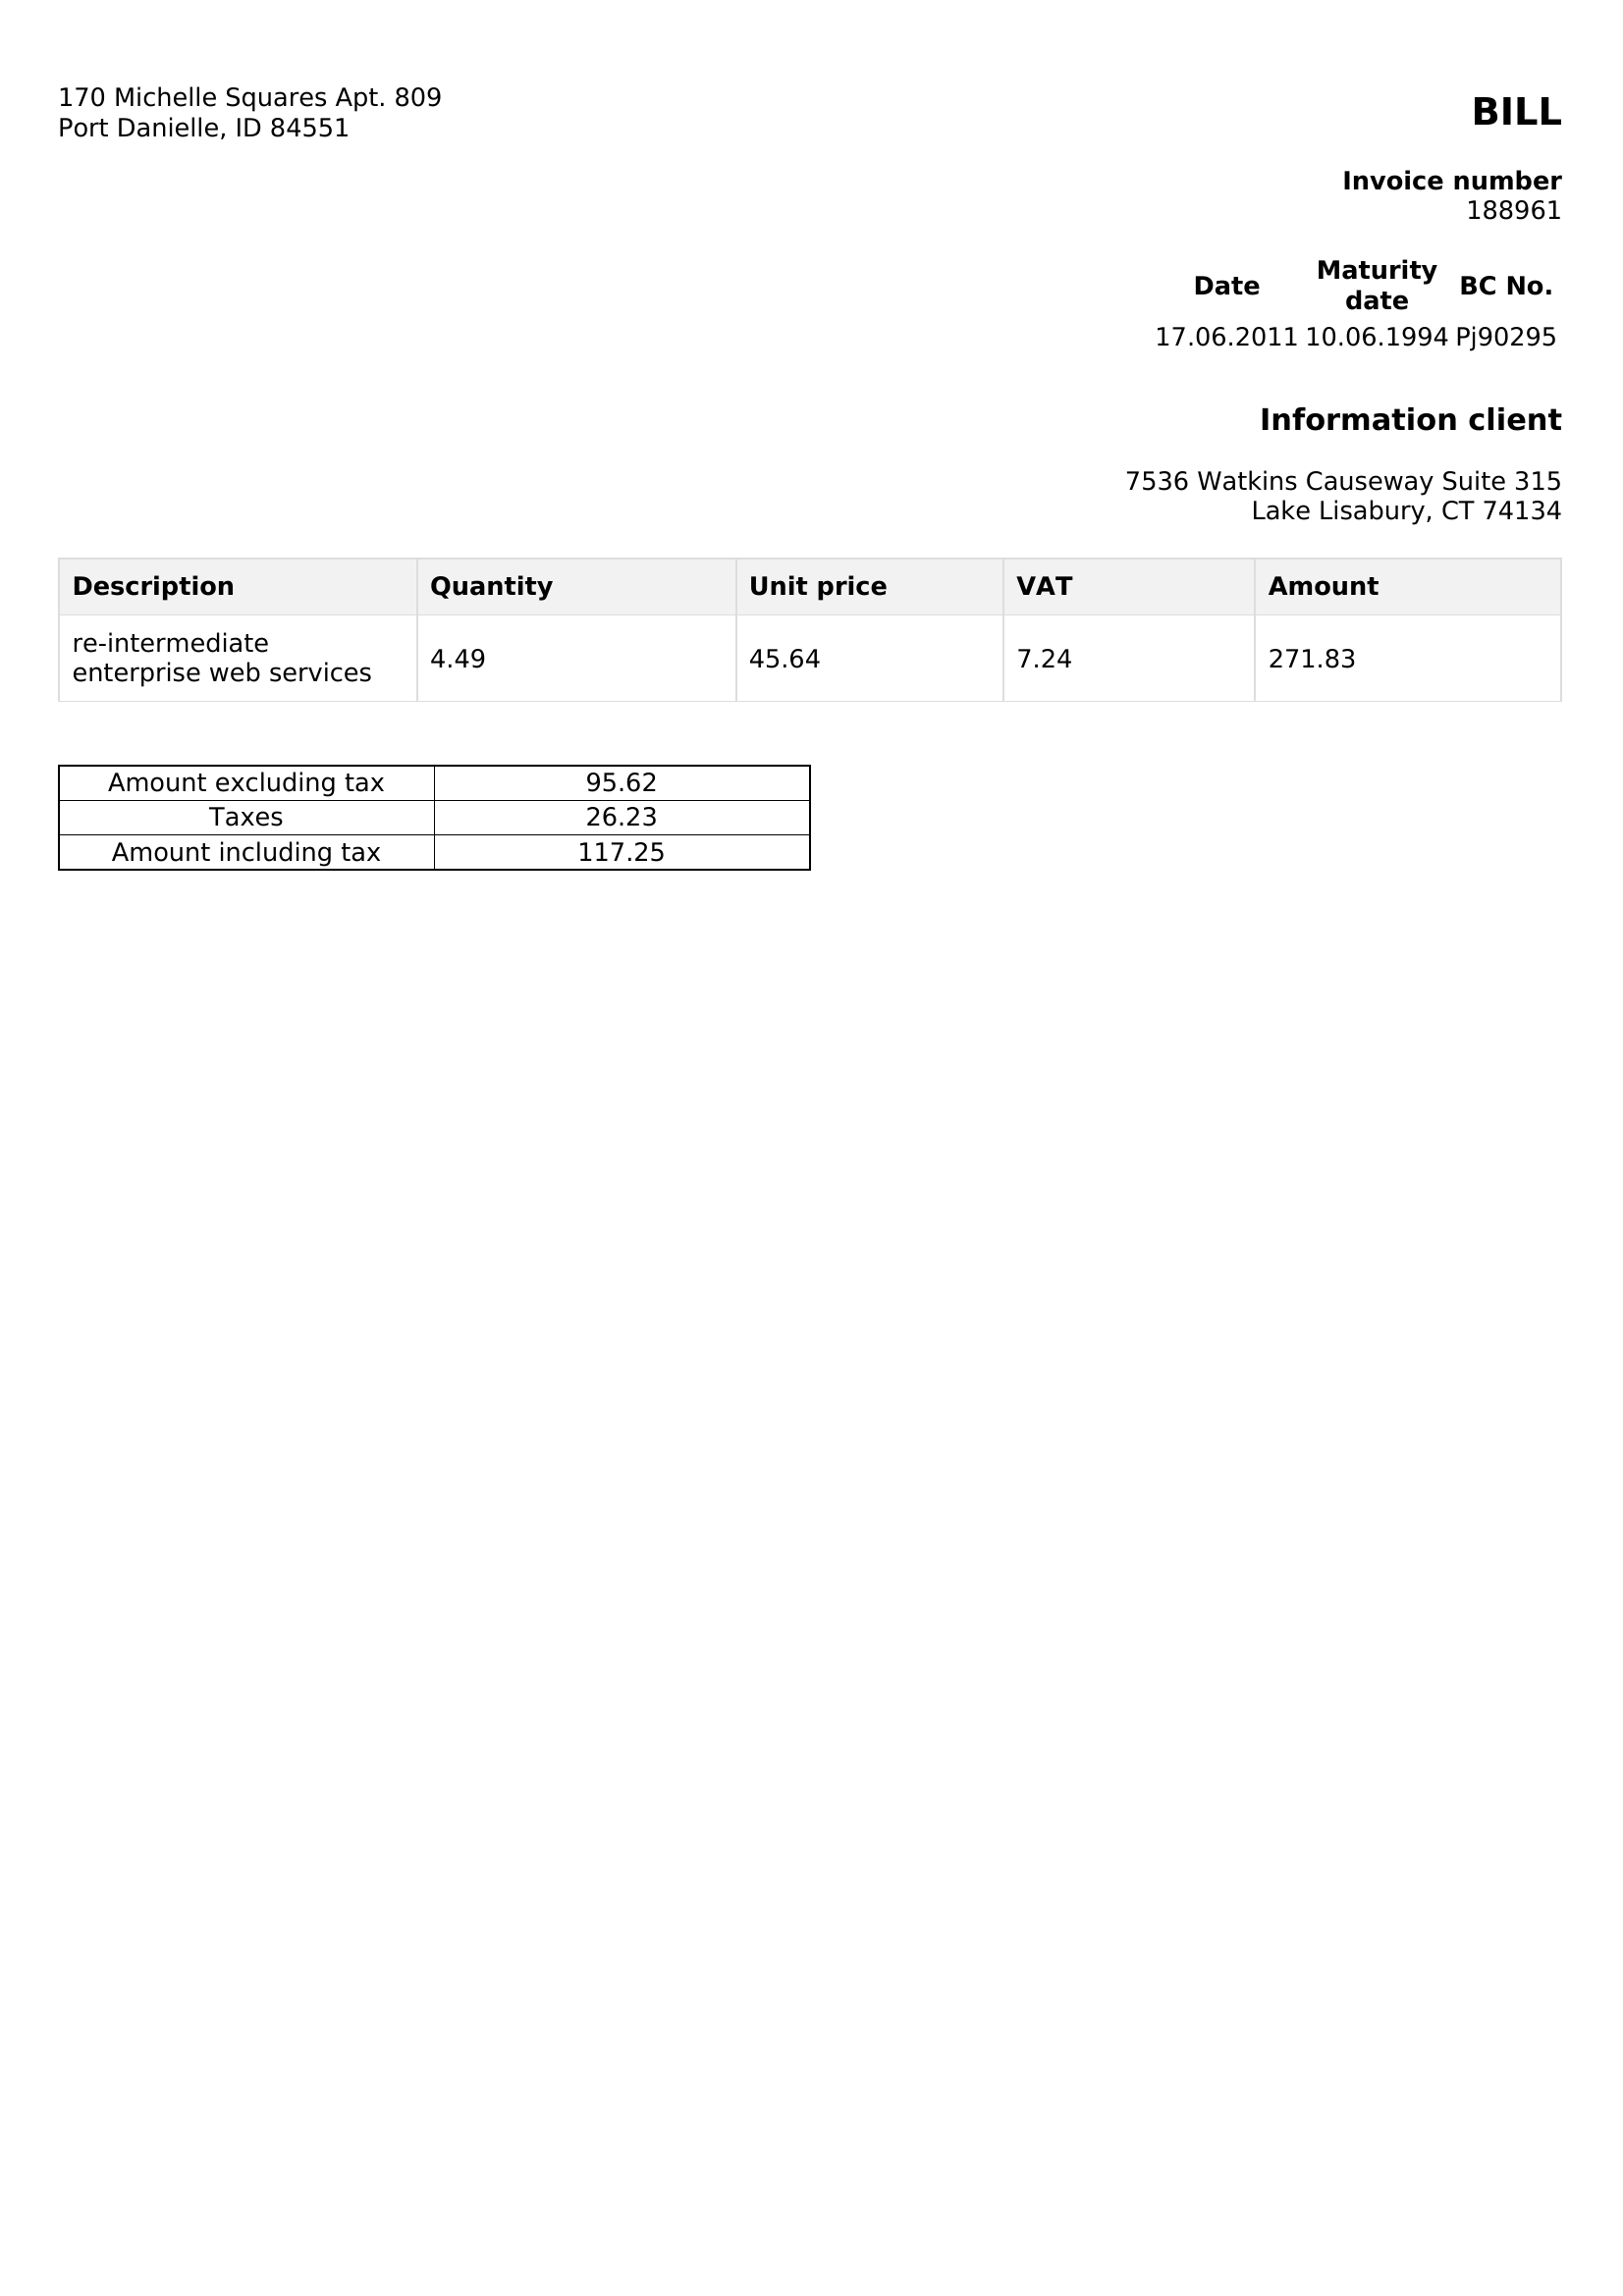 170 Michelle Squares Apt. 809
Port Danielle, ID 84551
BILL
Invoice number
188961
Date Maturity date BC No.
17.06.2011 10.06.1994 Pj90295
Information client
7536 Watkins Causeway Suite 315
Lake Lisabury, CT 74134
Description Quantity Unit price VAT Amount
re-intermediate
enterprise web services 4.49 45.64 7.24 271.83
Amount excluding tax 95.62
Taxes 26.23
Amount including tax 117.25